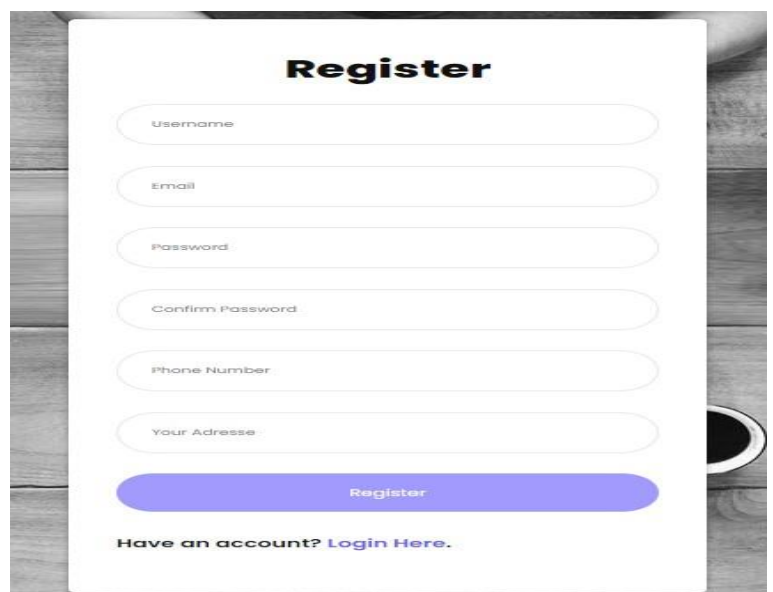 Register
Username
Email
Password
Confirm Password
Phone Number
Your Adresse
Register
Have an account? Login Here.